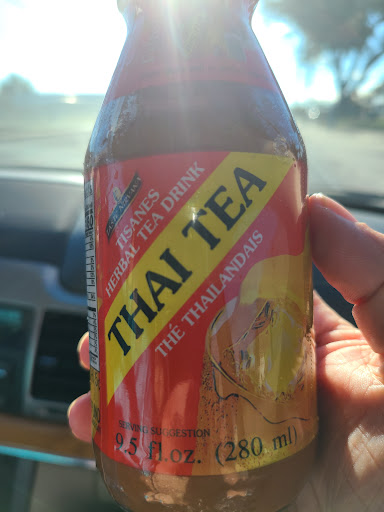 TISANES
HERBAL TEA DRINK
THAI TEA
THÉ THAILANDAIS
SERVING SUGGESTION
9.5 fl.oz. (280 ml)